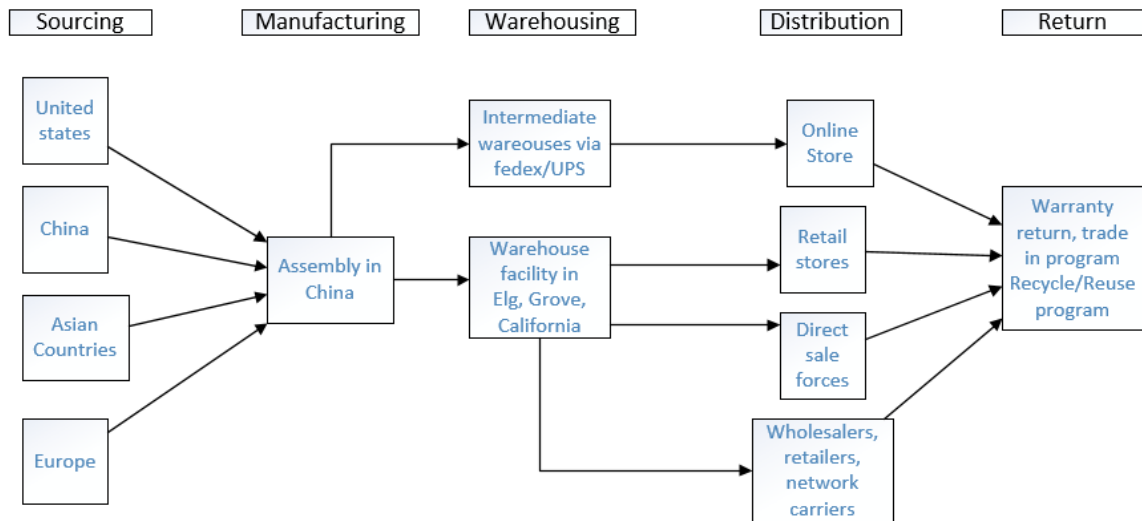 Sourcing
Manufacturing
Warehousing
Distribution
Return
United
states
China
Asian
Countries
Europe
Assembly in
China
Intermediate
wareouses via
fedex/UPS
Warehouse
facility in
Elg, Grove,
California
Online
Store
Retail
stores
Direct
sale
forces
Wholesalers,
retailers,
network
carriers
Warranty
return, trade
in program
Recycle/Reuse
program